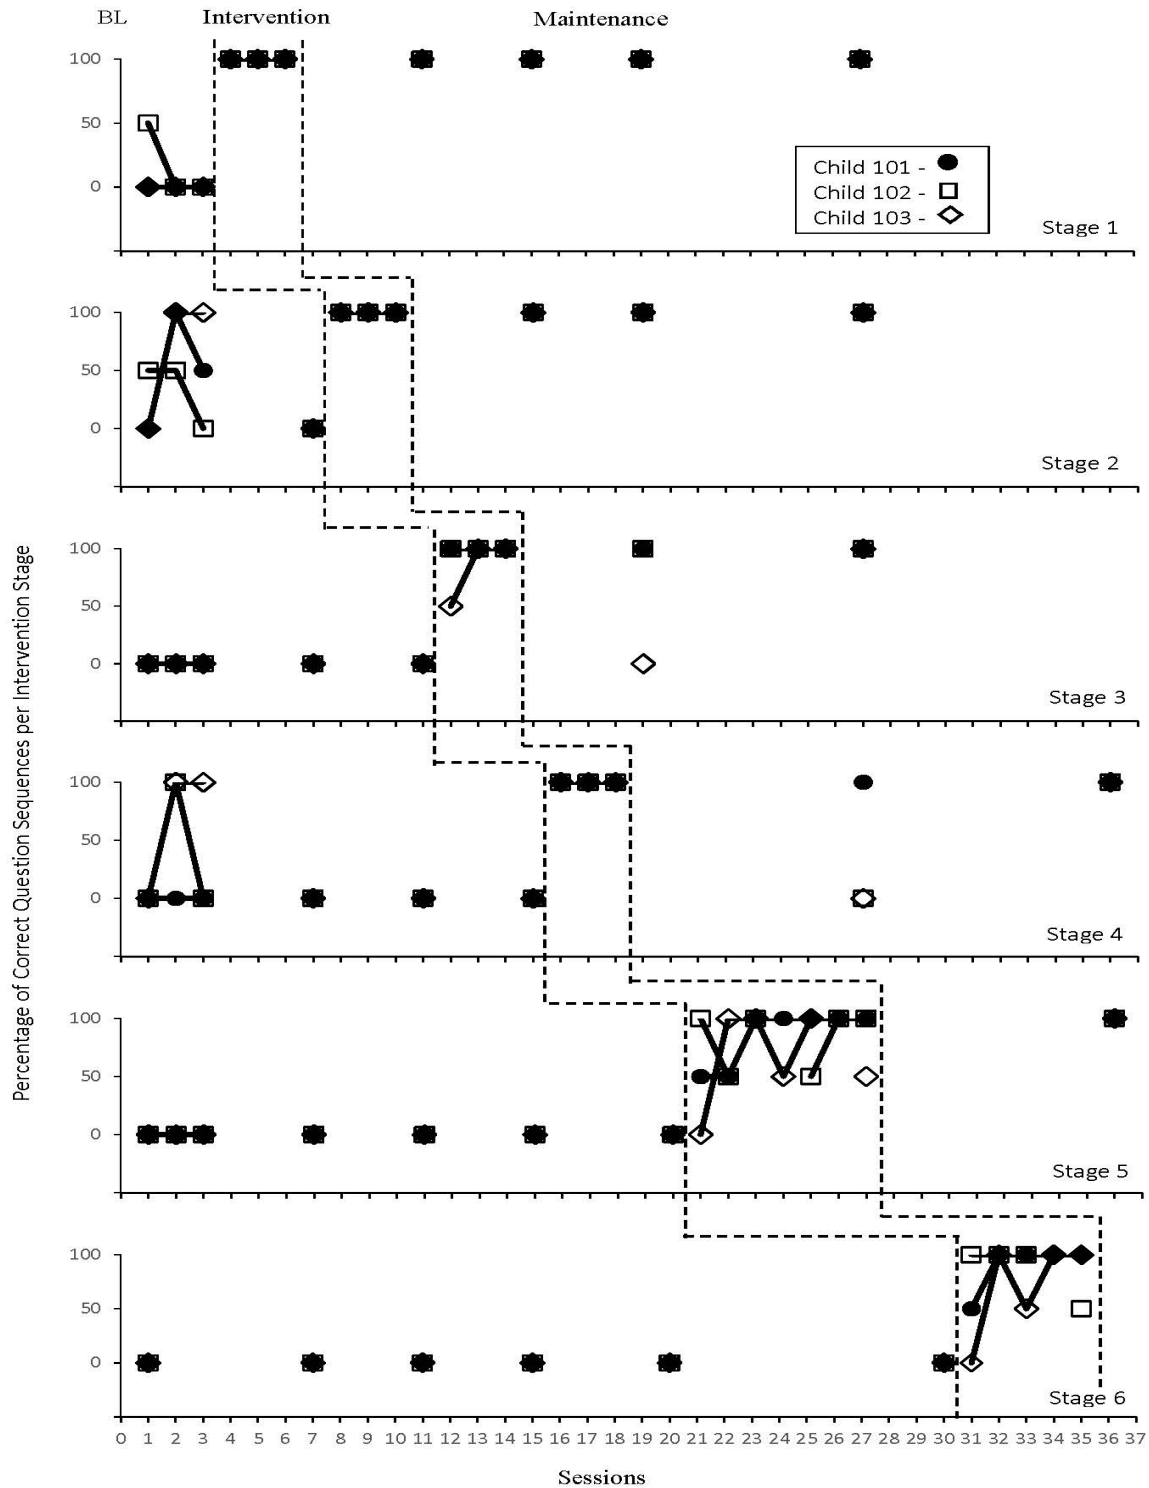 BL Intervention Maintenance
100
50
0
Child 101 -
Child 102 -
Child 103 -
Stage 1
100
50
0
Stage 2
100
50
0
Stage 3
100
50
0
Stage 4
100
50
0
Stage 5
100
50
0
Stage 6
0 1 2 3 4 5 6 7 8 9 10 11 12 13 14 15 16 17 18 19 20 21 22 23 24 25 26 27 28 29 30 31 32 33 34 35 36 37
Sessions
Percentage of Correct Question Sequences per Intervention Stage